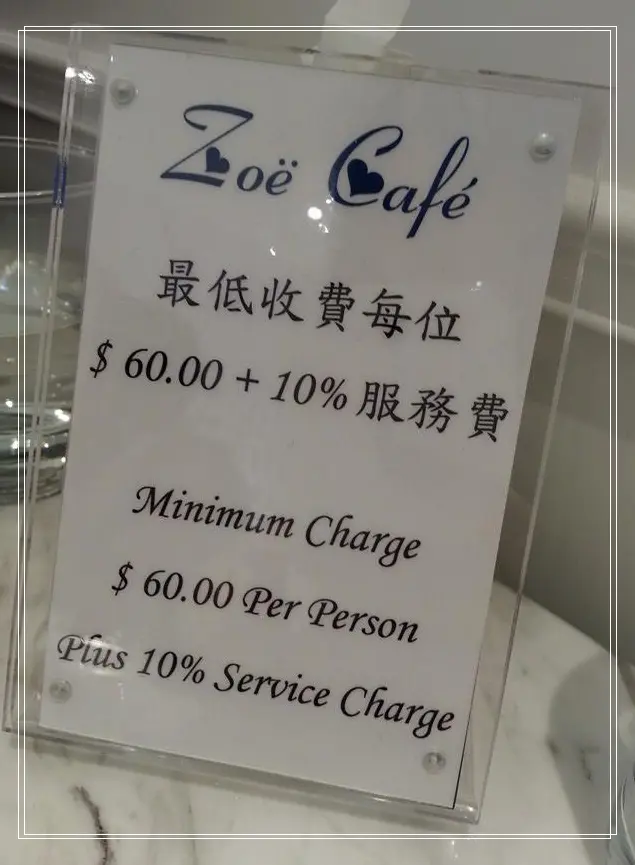 Zoë Café
最低收費每位
$ 60.00 + 10% 服務費
Minimum Charge
$ 60.00 Per Person
Plus 10% Service Charge